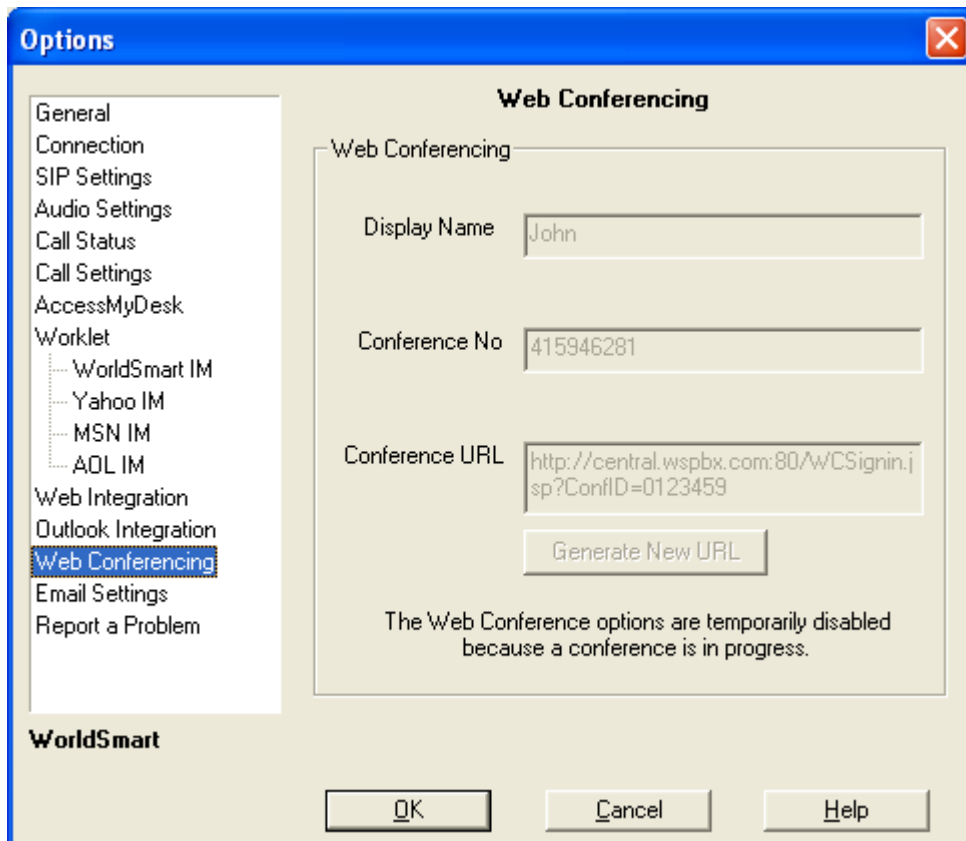 Options
General
Connection
SIP Settings
Audio Settings
Call Status
Call Settings
AccessMyDesk
Worklet
WorldSmart IM
Yahoo IM
MSN IM
AOL IM
Web Integration
Outlook Integration
Web Conferencing
Email Settings
Report a Problem
WorldSmart
Web Conferencing
Web Conferencing
Display Name John
Conference No 415946281
Conference URL http://central.wspbx.com:80/WCSignin.j
sp?ConfID=0123459
Generate New URL
The Web Conference options are temporarily disabled
because a conference is in progress.
OK Cancel Help